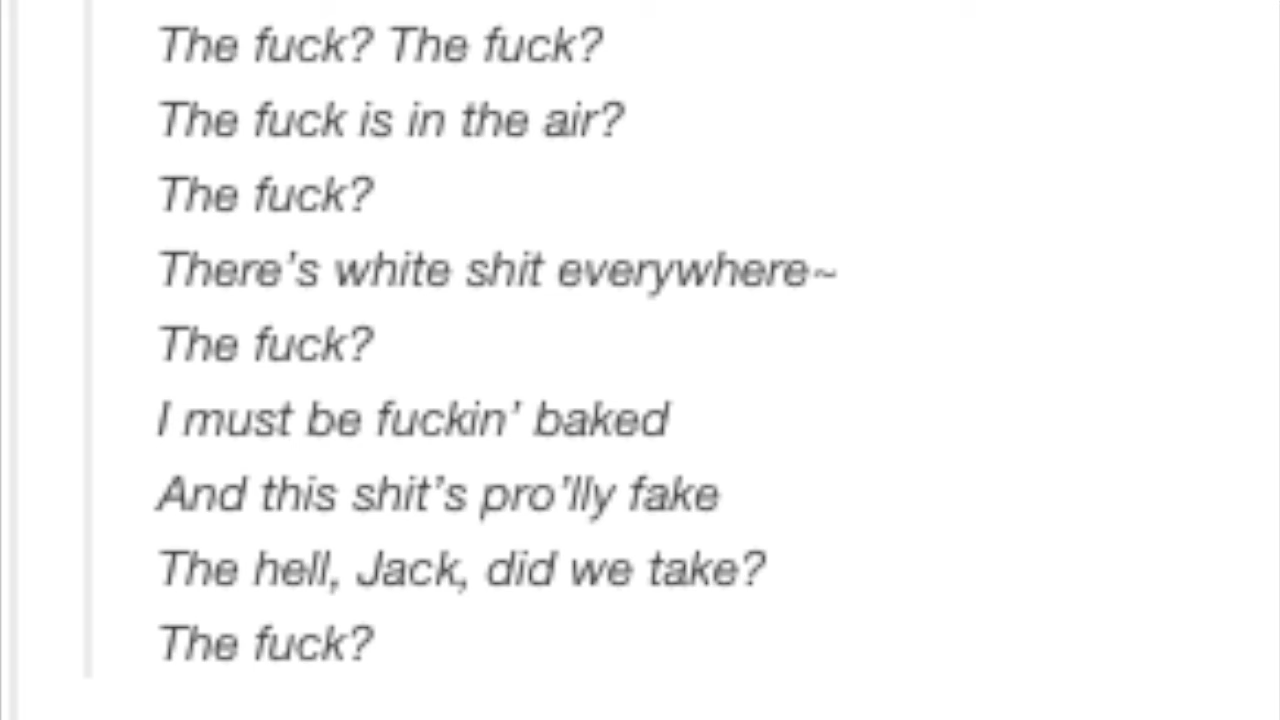 The fuck? The fuck?
The fuck is in the air?
The fuck?
There's white shit everywhere~
The fuck?
I must be fuckin' baked
And this shit's pro'lly fake
The hell, Jack, did we take?
The fuck?